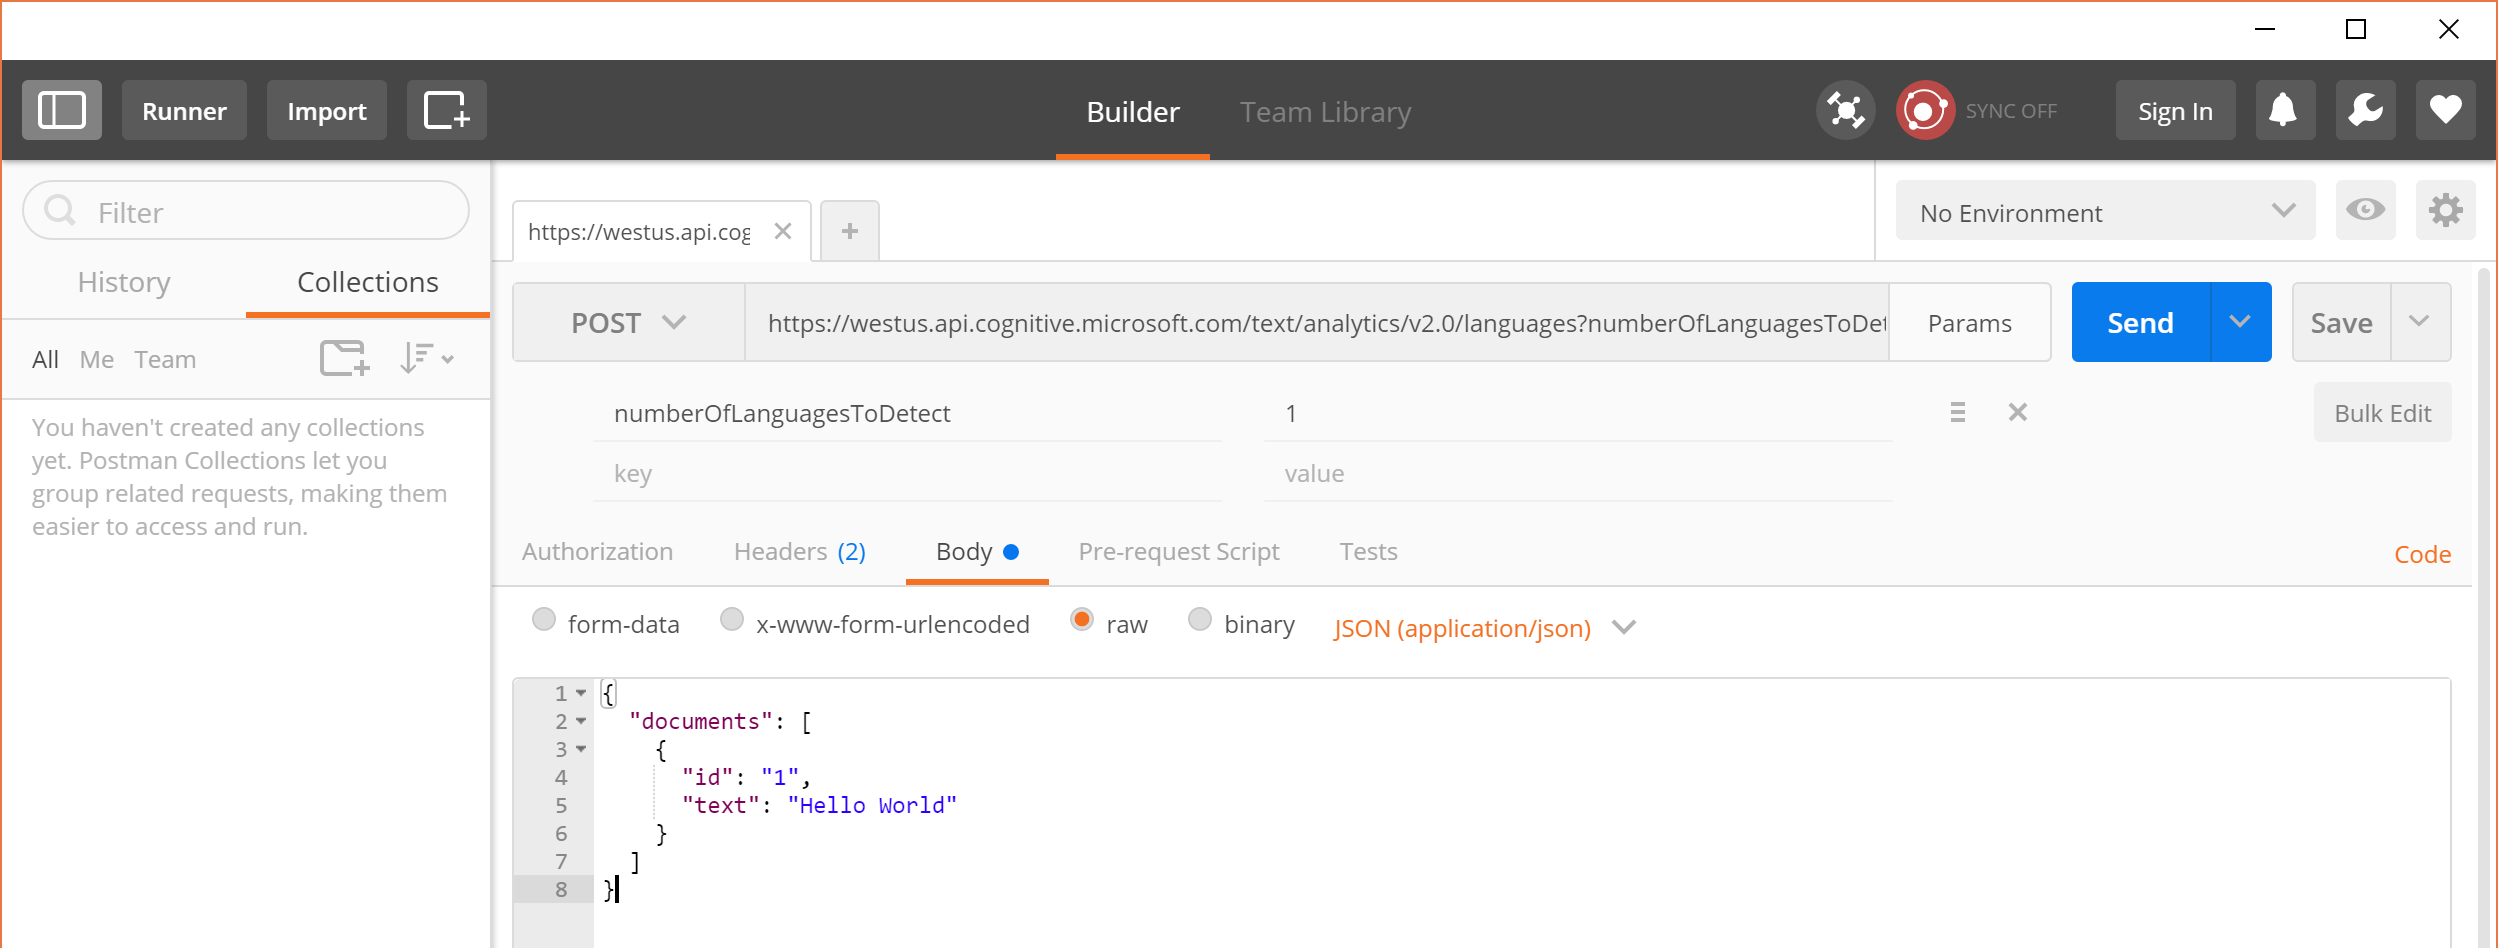 Runner Import Builder Team Library SYNC OFF Sign In
Filter
https://westus.api.cog
No Environment
History Collections
POST https://westus.api.cognitive.microsoft.com/text/analytics/v2.0/languages?numberOfLanguagesToDet Params Send Save
All Me Team
numberOfLanguagesToDetect 1 Bulk Edit
key value
You haven't created any collections
yet. Postman Collections let you
group related requests, making them
easier to access and run.
Authorization Headers (2) Body Pre-request Script Tests Code
form-data x-www-form-urlencoded raw binary JSON (application/json)
1 {
2 "documents": [
3 {
4 "id": "1",
5 "text": "Hello World"
6 }
7 ]
8 }